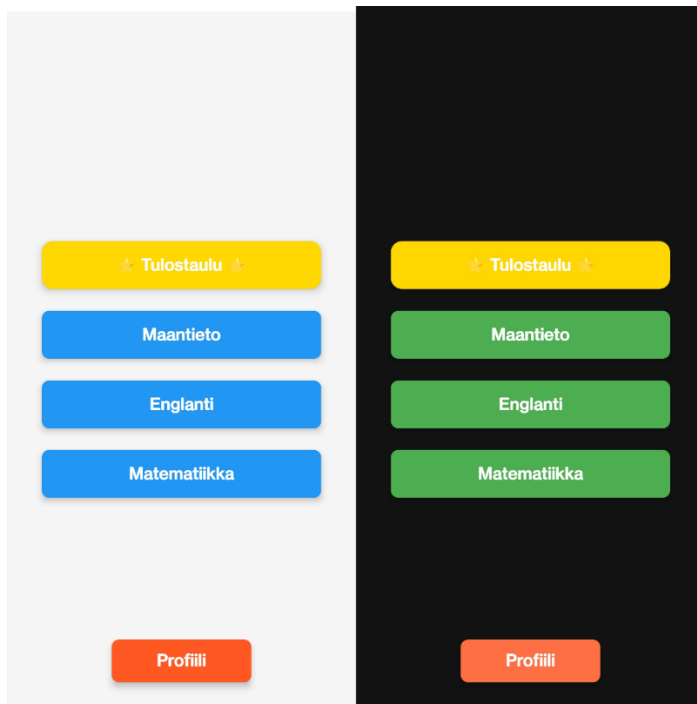 ⭐ Tulostaulu ⭐
Maantieto
Englanti
Matematiikka
Profiili
⭐ Tulostaulu ⭐
Maantieto
Englanti
Matematiikka
Profiili